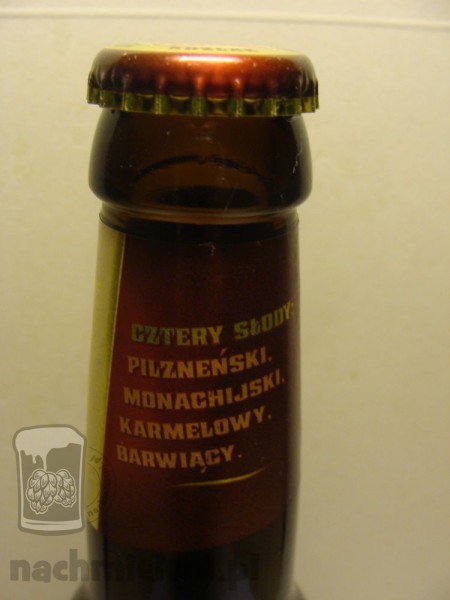 CZTERY SŁODY:
PILZNEŃSKI,
MONACHIJSKI,
KARMELOWY,
BARWIĄCY.